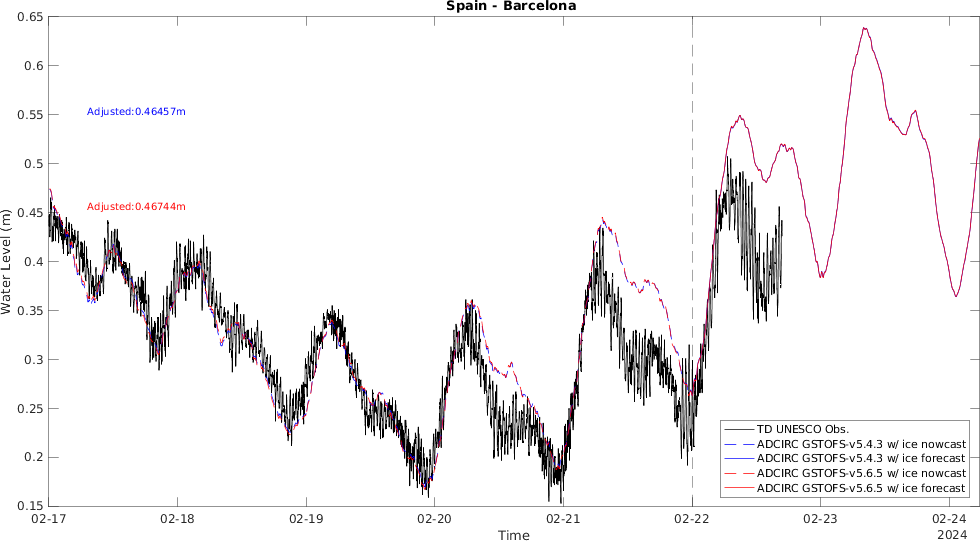 Spain - Barcelona
0.65
0.6
0.55
0.5
0.45
0.4
0.35
0.3
0.25
0.2
0.15
Water Level (m)
Adjusted:0.46457m
Adjusted:0.46744m
TD UNESCO Obs.
ADCIRC GSTOFS-v5.4.3 w/ ice nowcast
ADCIRC GSTOFS-v5.4.3 w/ ice forecast
ADCIRC GSTOFS-v5.6.5 w/ ice nowcast
ADCIRC GSTOFS-v5.6.5 w/ ice forecast
02-17 02-18 02-19 02-20 02-21 02-22 02-23 02-24
Time
2024